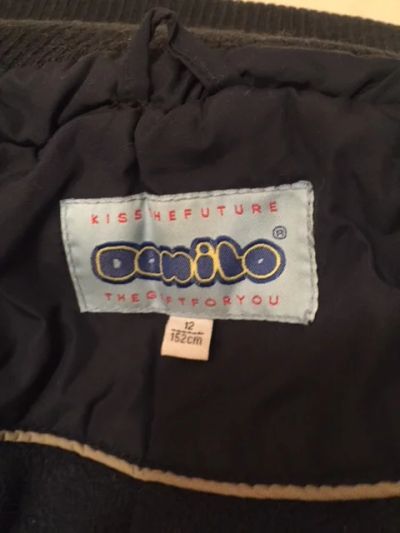 KISS THE FUTURE
Danilo ®
THE GIFT FOR YOU
12
152cm